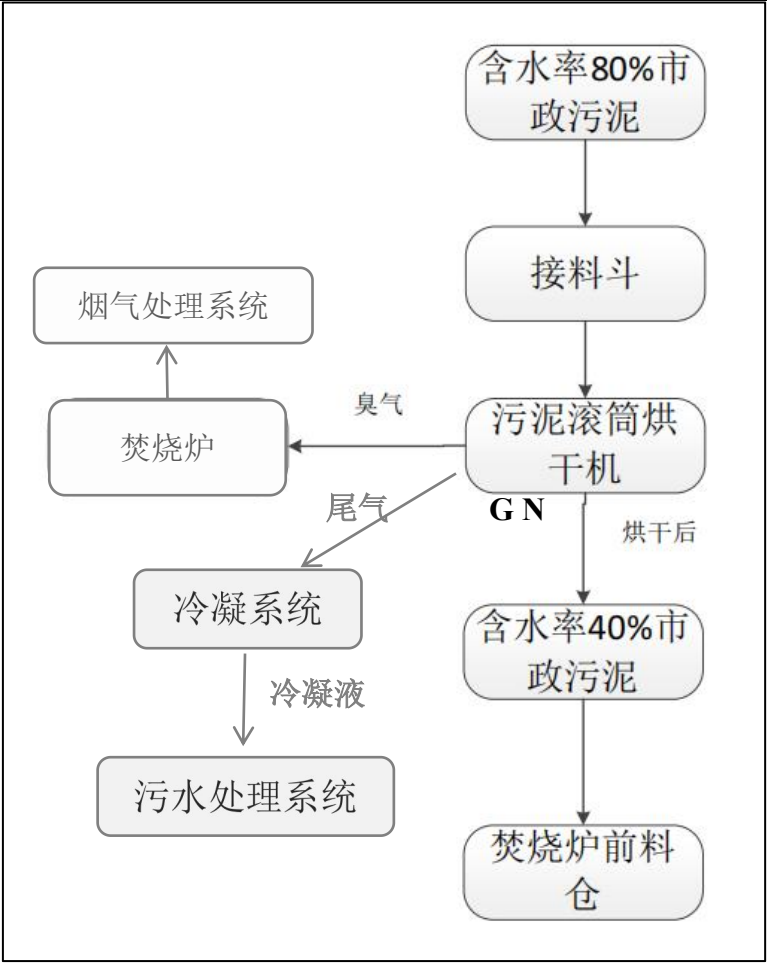 含水率80%市
政污泥
接料斗
烟气处理系统
臭气
污泥滚筒烘
干机
焚烧炉
尾气
G N
烘干后
冷凝系统
含水率40%市
政污泥
冷凝液
污水处理系统
焚烧炉前料
仓